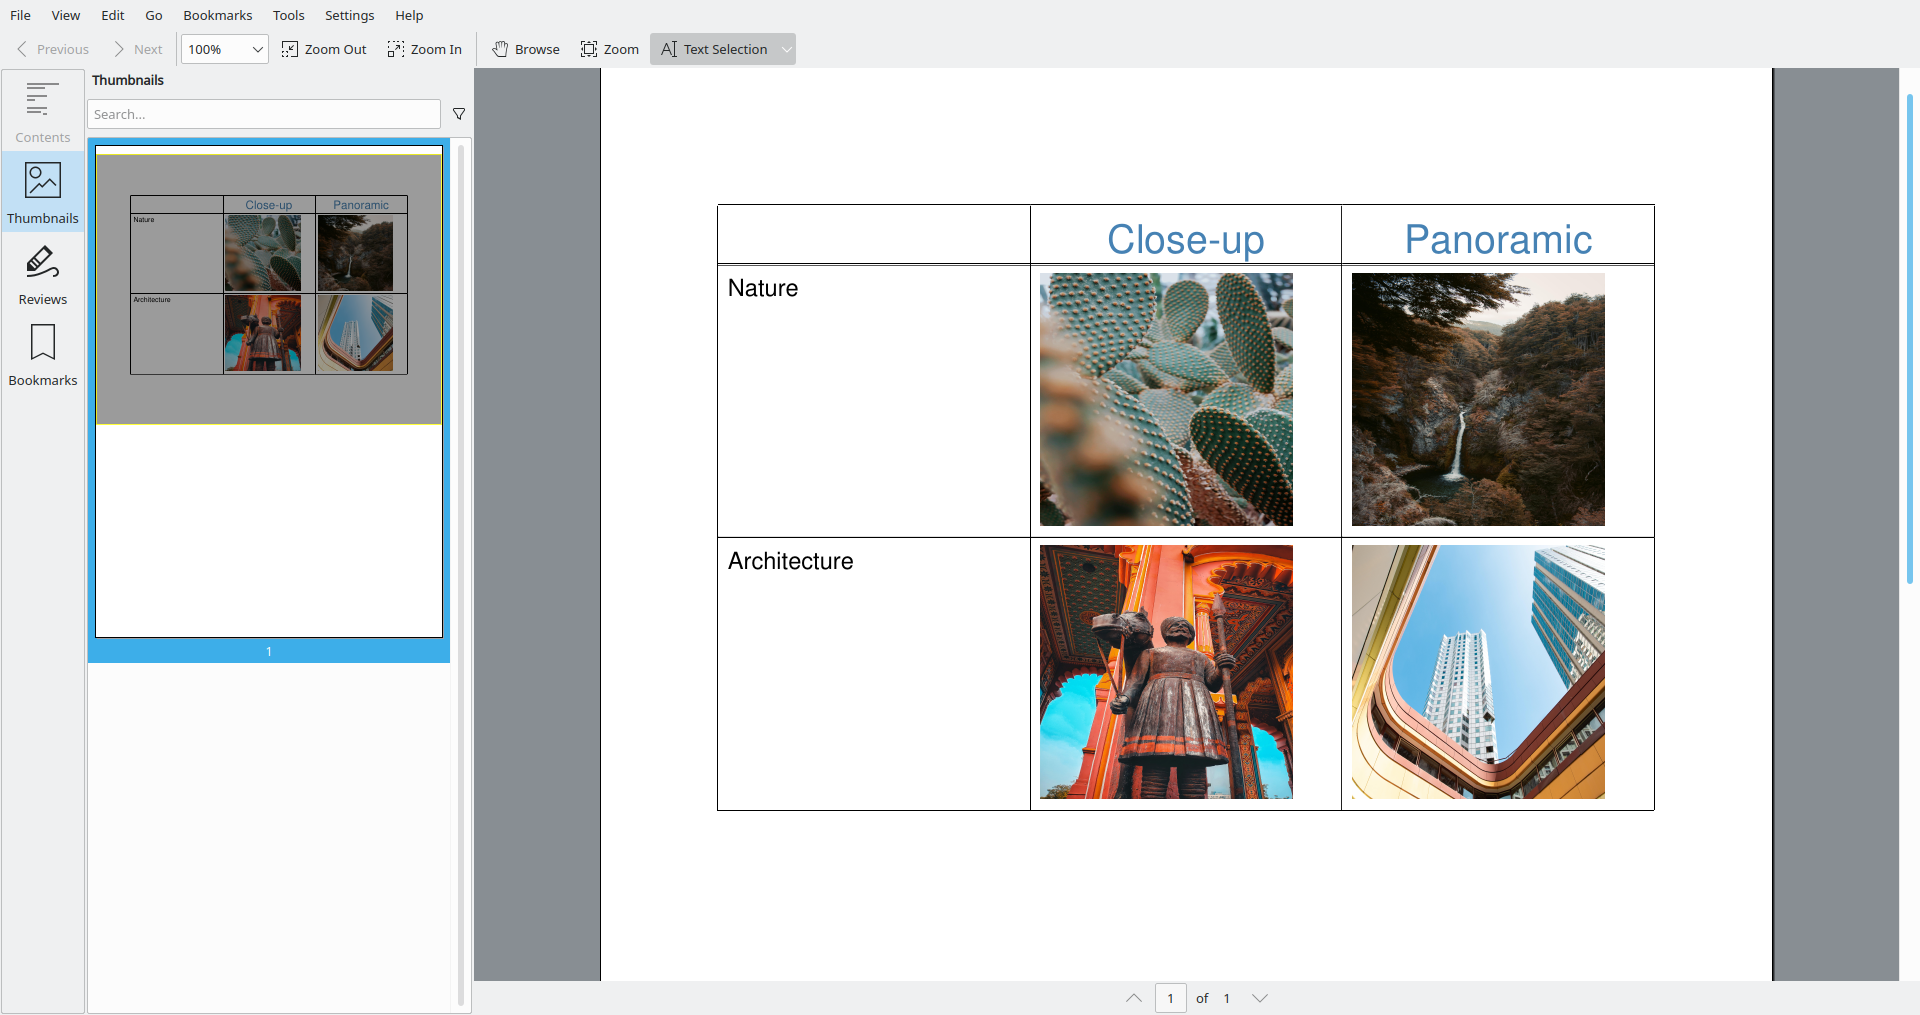 File View Edit Go Bookmarks Tools Settings Help
Previous Next 100% Zoom Out Zoom In Browse Zoom Text Selection
Contents
Thumbnails
Reviews
Bookmarks
Thumbnails
Search...
Close-up Panoramic
Nature
Architecture
1
Close-up Panoramic
Nature
Architecture
1 of 1